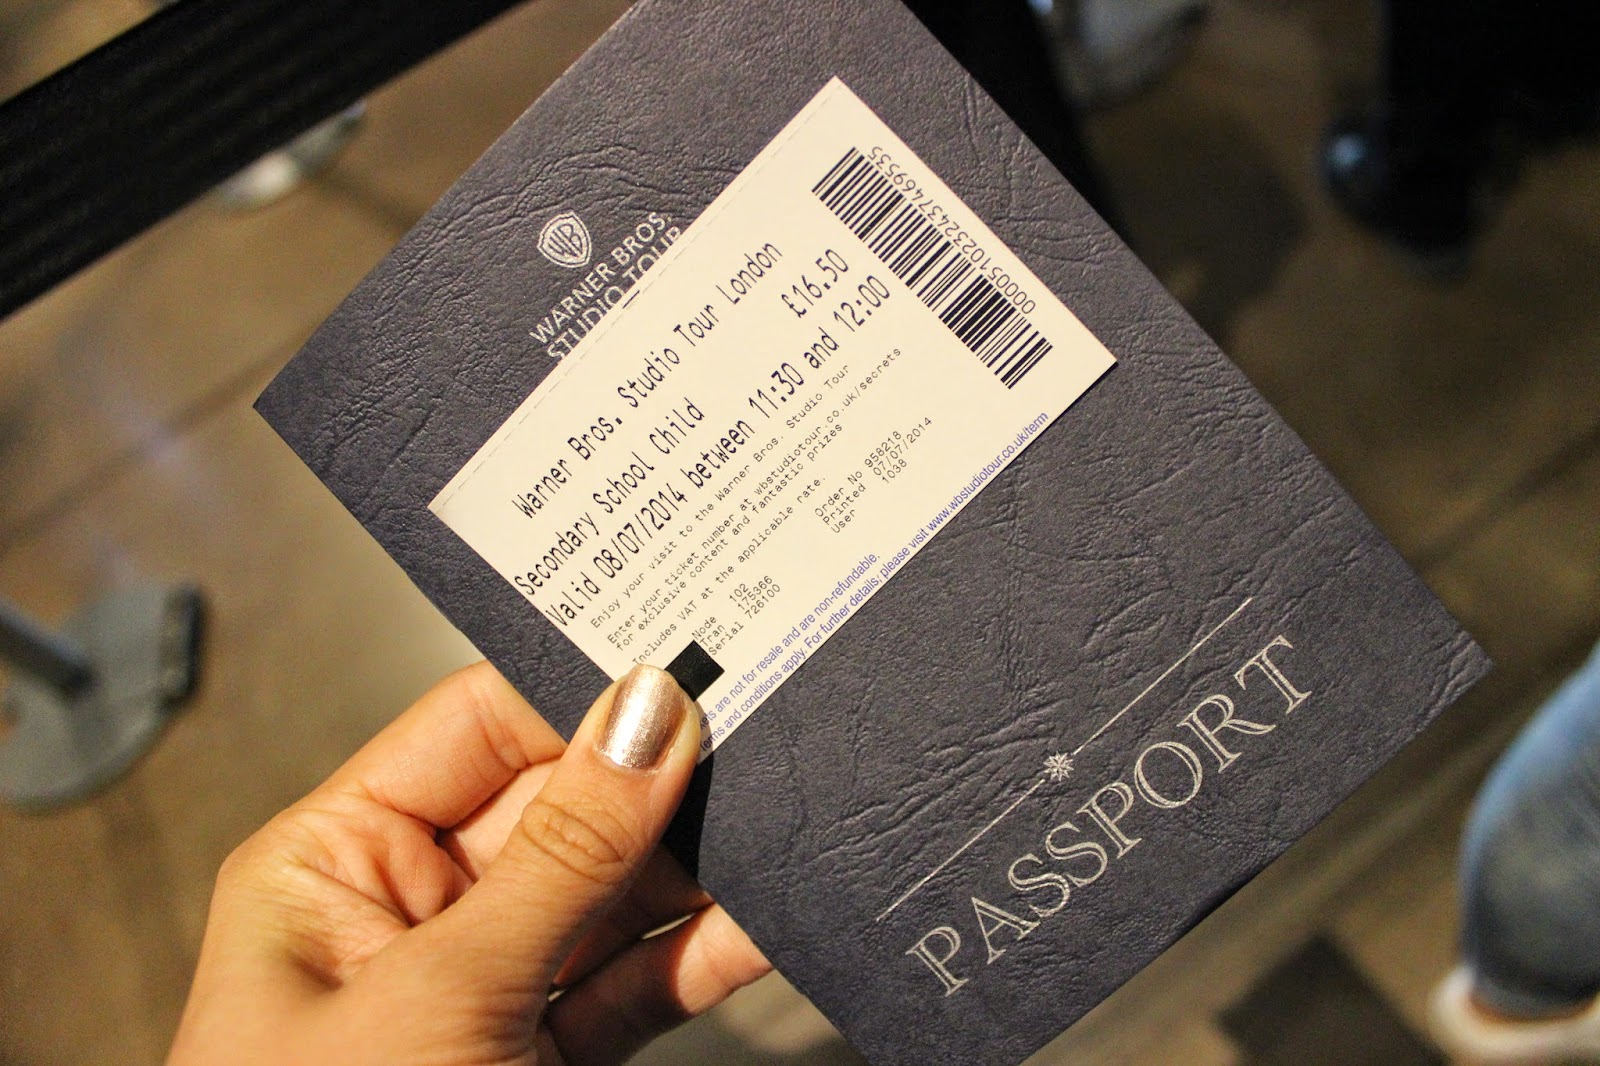 WB
WARNER BROS.
STUDIO TOUR
Warner Bros. Studio Tour London
£16.50
Secondary School Child
Valid 08/07/2014 between 11:30 and 12:00
Enjoy your visit to the Warner Bros. Studio Tour
Enter your ticket number at wbstudiotour.co.uk/secrets
for exclusive content and fantastic prizes
Includes VAT at the applicable rate.
Node 102
Tran 175366
Serial 726100
Order No 958218
Printed 07/07/2014
User 1038
are not for resale and are non-refundable.
terms and conditions apply. For further details, please visit www.wbstudiotour.co.uk/term
00000510232437469535
PASSPORT